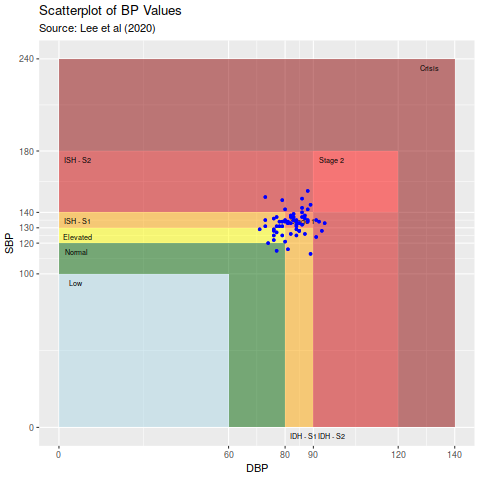 Scatterplot of BP Values
Source: Lee et al (2020)
SBP
240
180
140
130
120
100
0
Crisis
ISH - S2
Stage 2
ISH - S1
Elevated
Normal
Low
IDH - S1 IDH - S2
0 60 80 90 120 140
DBP